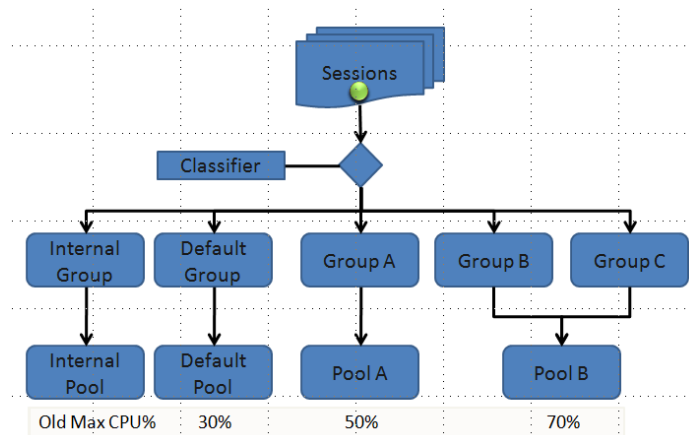 Sessions
Classifier
Internal
Group
Default
Group
Group A
Group B
Group C
Internal
Pool
Default
Pool
Pool A
Pool B
Old Max CPU% 30% 50% 70%